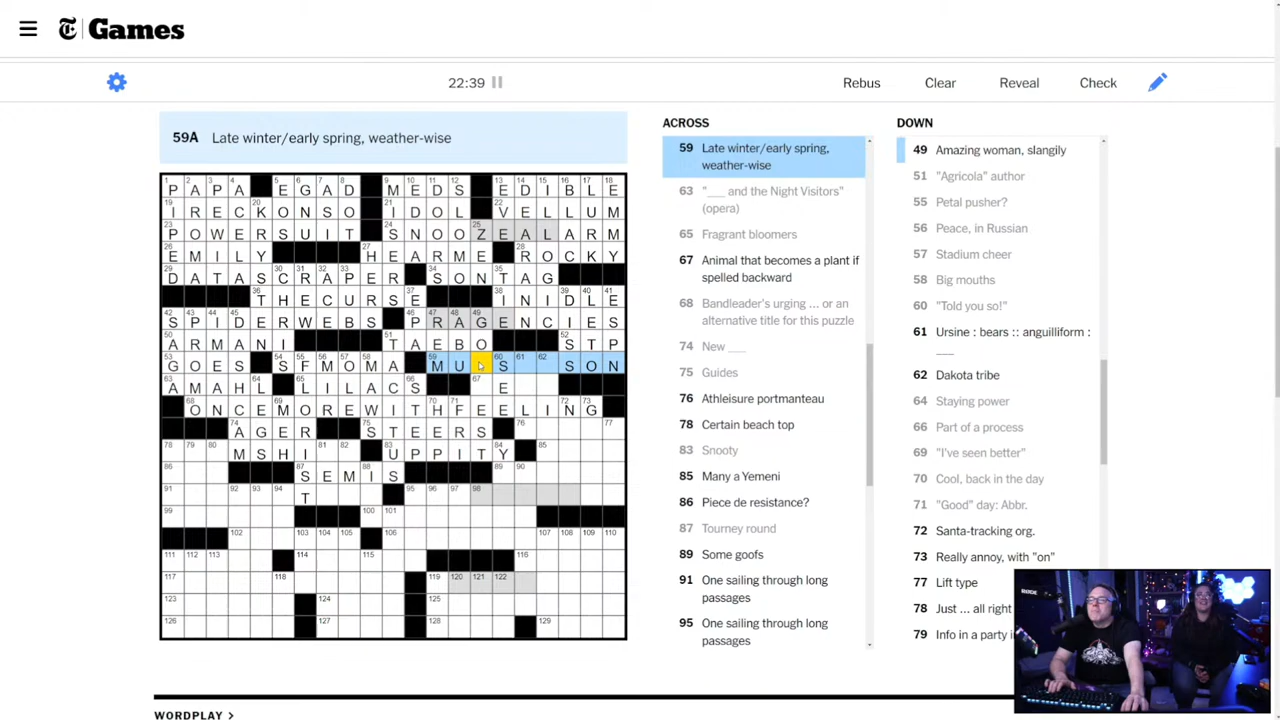 Games
22:39
Rebus
Clear
Reveal
Check
59A Late winter/early spring, weather-wise
ACROSS
59 Late winter/early spring,
weather-wise
63 "___ and the Night Visitors"
(opera)
65 Fragrant bloomers
67 Animal that becomes a plant if
spelled backward
68 Bandleader's urging ... or an
alternative title for this puzzle
74 New ___
75 Guides
76 Athleisure portmanteau
78 Certain beach top
83 Snooty
85 Many a Yemeni
86 Piece de resistance?
87 Tourney round
89 Some goofs
91 One sailing through long
passages
95 One sailing through long
passages
DOWN
49 Amazing woman, slangily
51 "Agricola" author
55 Petal pusher?
56 Peace, in Russian
57 Stadium cheer
58 Big mouths
60 "Told you so!"
61 Ursine : bears :: anguilliform :
___
62 Dakota tribe
64 Staying power
66 Part of a process
69 "I've seen better"
70 Cool, back in the day
71 "Good" day: Abbr.
72 Santa-tracking org.
73 Really annoy, with "on"
77 Lift type
78 Just ... all right
79 Info in a party i
PAPA EGAD MEDS EDIBLE
IRECKONSO IDOL VELLUM
POWERSUIT SNOOZEALARM
EMILY HEARME ROCKY
DATASCRAPER SONTAG
THECURSE INIDLE
SPIDERWEBS PRAGENCIES
ARMANI TAEBO STP
GOES SFMOMA MU S SON
AMAHL LILACS E
ONCEMOREWITHFEELING
AGER STEERS
MSHI UPPITY
SEMIS
T
WORDPLAY >